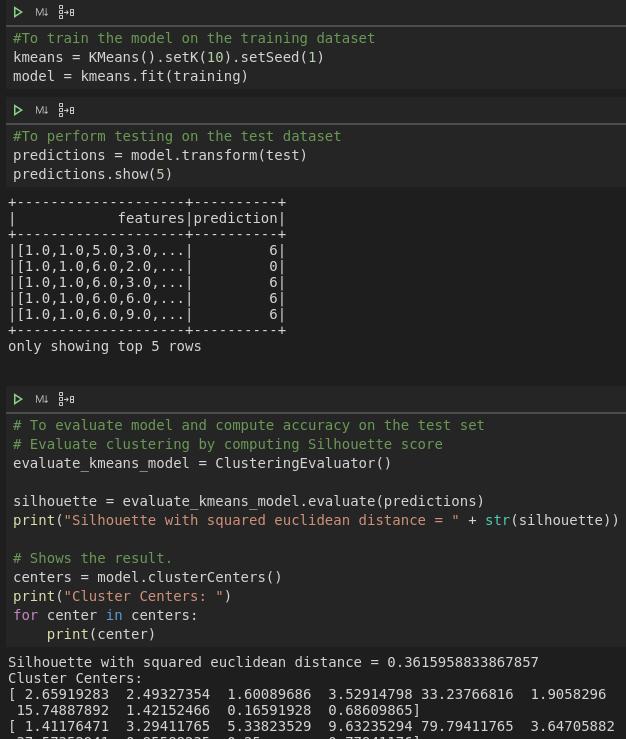 M↓
#To train the model on the training dataset
kmeans = KMeans().setK(10).setSeed(1)
model = kmeans.fit(training)
M↓
#To perform testing on the test dataset
predictions = model.transform(test)
predictions.show(5)
+--------------------+----------+
|            features|prediction|
+--------------------+----------+
|[1.0,1.0,5.0,3.0,...|         6|
|[1.0,1.0,6.0,2.0,...|         0|
|[1.0,1.0,6.0,3.0,...|         6|
|[1.0,1.0,6.0,6.0,...|         6|
|[1.0,1.0,6.0,9.0,...|         6|
+--------------------+----------+
only showing top 5 rows
M↓
# To evaluate model and compute accuracy on the test set
# Evaluate clustering by computing Silhouette score
evaluate_kmeans_model = ClusteringEvaluator()
silhouette = evaluate_kmeans_model.evaluate(predictions)
print("Silhouette with squared euclidean distance = " + str(silhouette))
# Shows the result.
centers = model.clusterCenters()
print("Cluster Centers: ")
for center in centers:
    print(center)
Silhouette with squared euclidean distance = 0.3615958833867857
Cluster Centers:
[ 2.65919283  2.49327354  1.60089686  3.52914798 33.23766816  1.9058296
 15.74887892  1.42152466  0.16591928  0.68609865]
[ 1.41176471  3.29411765  5.33823529  9.63235294 79.79411765  3.64705882